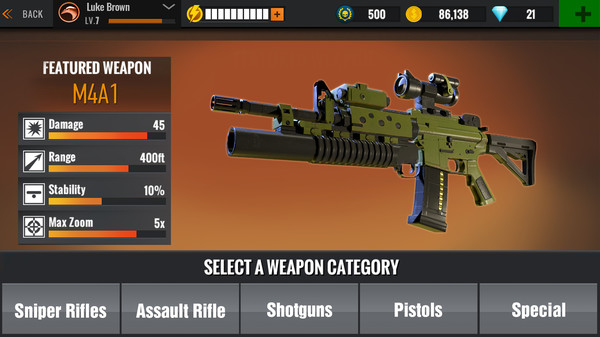 BACK
Luke Brown
LV.7
500
86,138
21
FEATURED WEAPON
M4A1
Damage 45
Range 400ft
Stability 10%
Max Zoom 5x
SELECT A WEAPON CATEGORY
Sniper Rifles
Assault Rifle
Shotguns
Pistols
Special